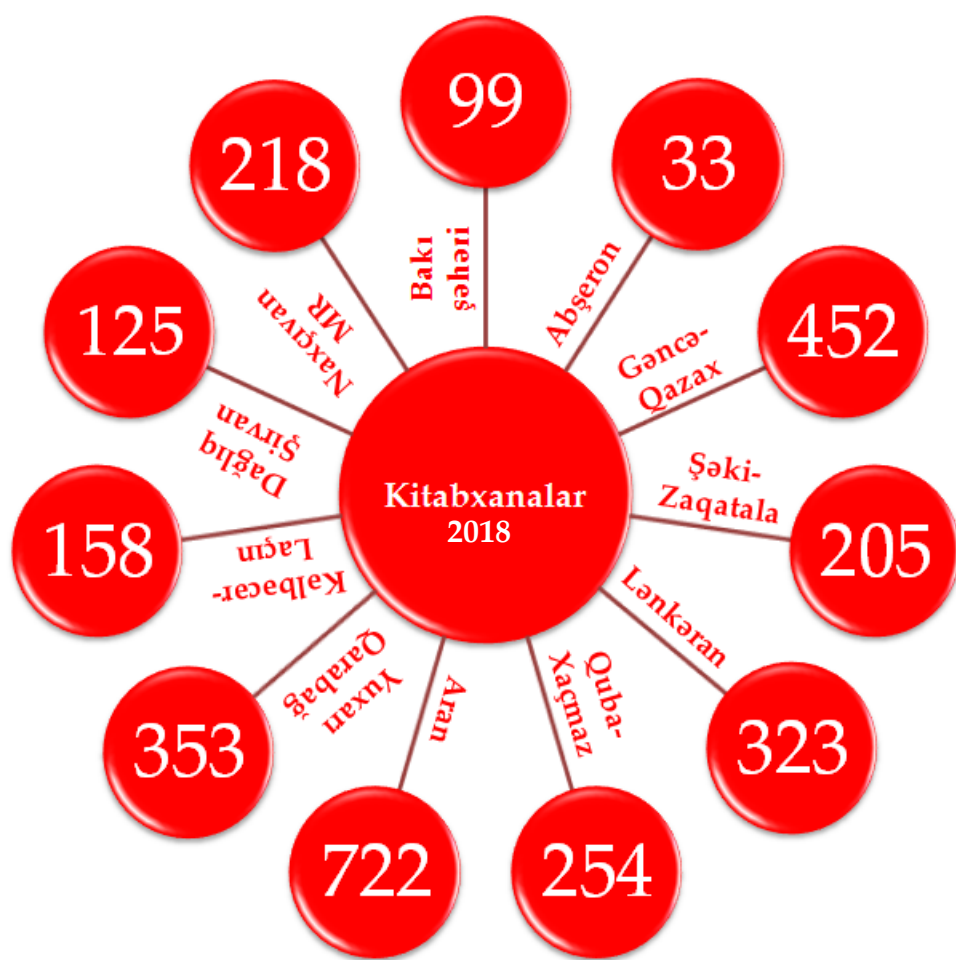 99
Bakı
şəhəri
33
Abşeron
452
Gəncə-
Qazax
205
Şəki-
Zaqatala
323
Lənkəran
254
Quba-
Xaçmaz
722
Aran
353
Yuxarı
Qarabağ
158
Kəlbəcər-
Laçın
125
Dağlıq
Şirvan
218
Naxçıvan
MR
Kitabxanalar
2018